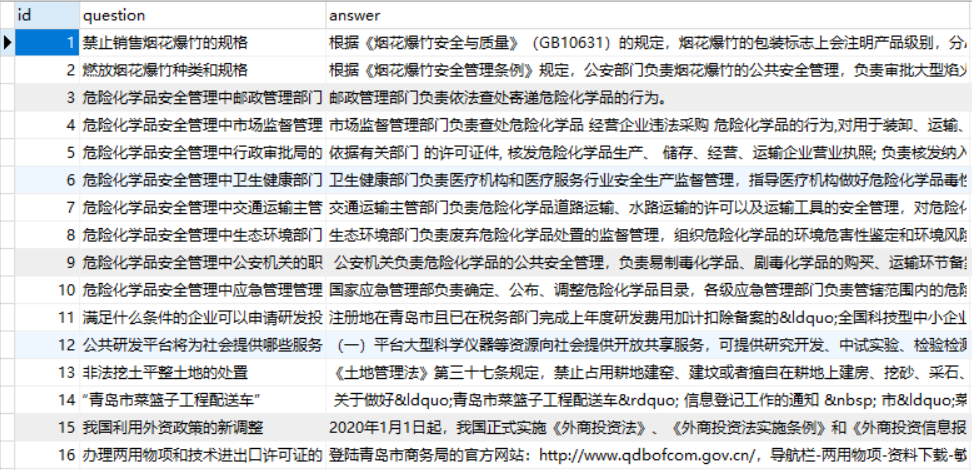 id question answer
1 禁止销售烟花爆竹的规格 根据《烟花爆竹安全与质量》（GB10631）的规定，烟花爆竹的包装标志上会注明产品级别，分
2 燃放烟花爆竹种类和规格 根据《烟花爆竹安全管理条例》规定，公安部门负责烟花爆竹的公共安全管理，负责审批大型焰
3 危险化学品安全管理中邮政管理部门 邮政管理部门负责依法查处寄递危险化学品的行为。
4 危险化学品安全管理中市场监督管理 市场监督管理部门负责查处危险化学品 经营企业违法采购 危险化学品的行为,对用于装卸、运输、
5 危险化学品安全管理中行政审批局的 依据有关部门 的许可证件, 核发危险化学品生产、 储存、经营、运输企业营业执照; 负责核发纳入
6 危险化学品安全管理中卫生健康部门 卫生健康部门负责医疗机构和医疗服务行业安全生产监督管理，指导医疗机构做好危险化学品毒性
7 危险化学品安全管理中交通运输主管 交通运输主管部门负责危险化学品道路运输、水路运输的许可以及运输工具的安全管理，对危险化
8 危险化学品安全管理中生态环境部门 生态环境部门负责废弃危险化学品处置的监督管理，组织危险化学品的环境危害性鉴定和环境风险
9 危险化学品安全管理中公安机关的职 公安机关负责危险化学品的公共安全管理，负责易制毒化学品、剧毒化学品的购买、运输环节备
10 危险化学品安全管理中应急管理管理 国家应急管理部负责确定、公布、调整危险化学品目录，各级应急管理部门负责管辖范围内的危险
11 满足什么条件的企业可以申请研发投 注册地在青岛市且已在税务部门完成上年度研发费用加计扣除备案的&ldquo;全国科技型中小企
12 公共研发平台将为社会提供哪些服务 （一）平台大型科学仪器等资源向社会提供开放共享服务，可提供研究开发、中试实验、检验检测
13 非法挖土平整土地的处置 《土地管理法》第三十七条规定，禁止占用耕地建窑、建坟或者擅自在耕地上建房、挖砂、采石、
14 “青岛市菜篮子工程配送车” 关于做好&ldquo;青岛市菜篮子工程配送车&rdquo; 信息登记工作的通知 &nbsp; 市&ldquo;菜
15 我国利用外资政策的新调整 2020年1月1日起，我国正式实施《外商投资法》、《外商投资法实施条例》和《外商投资信息报
16 办理两用物项和技术进出口许可证的 登陆青岛市商务局的官方网站：http://www.qdbofcom.gov.cn/，导航栏-两用物项-资料下载-敏